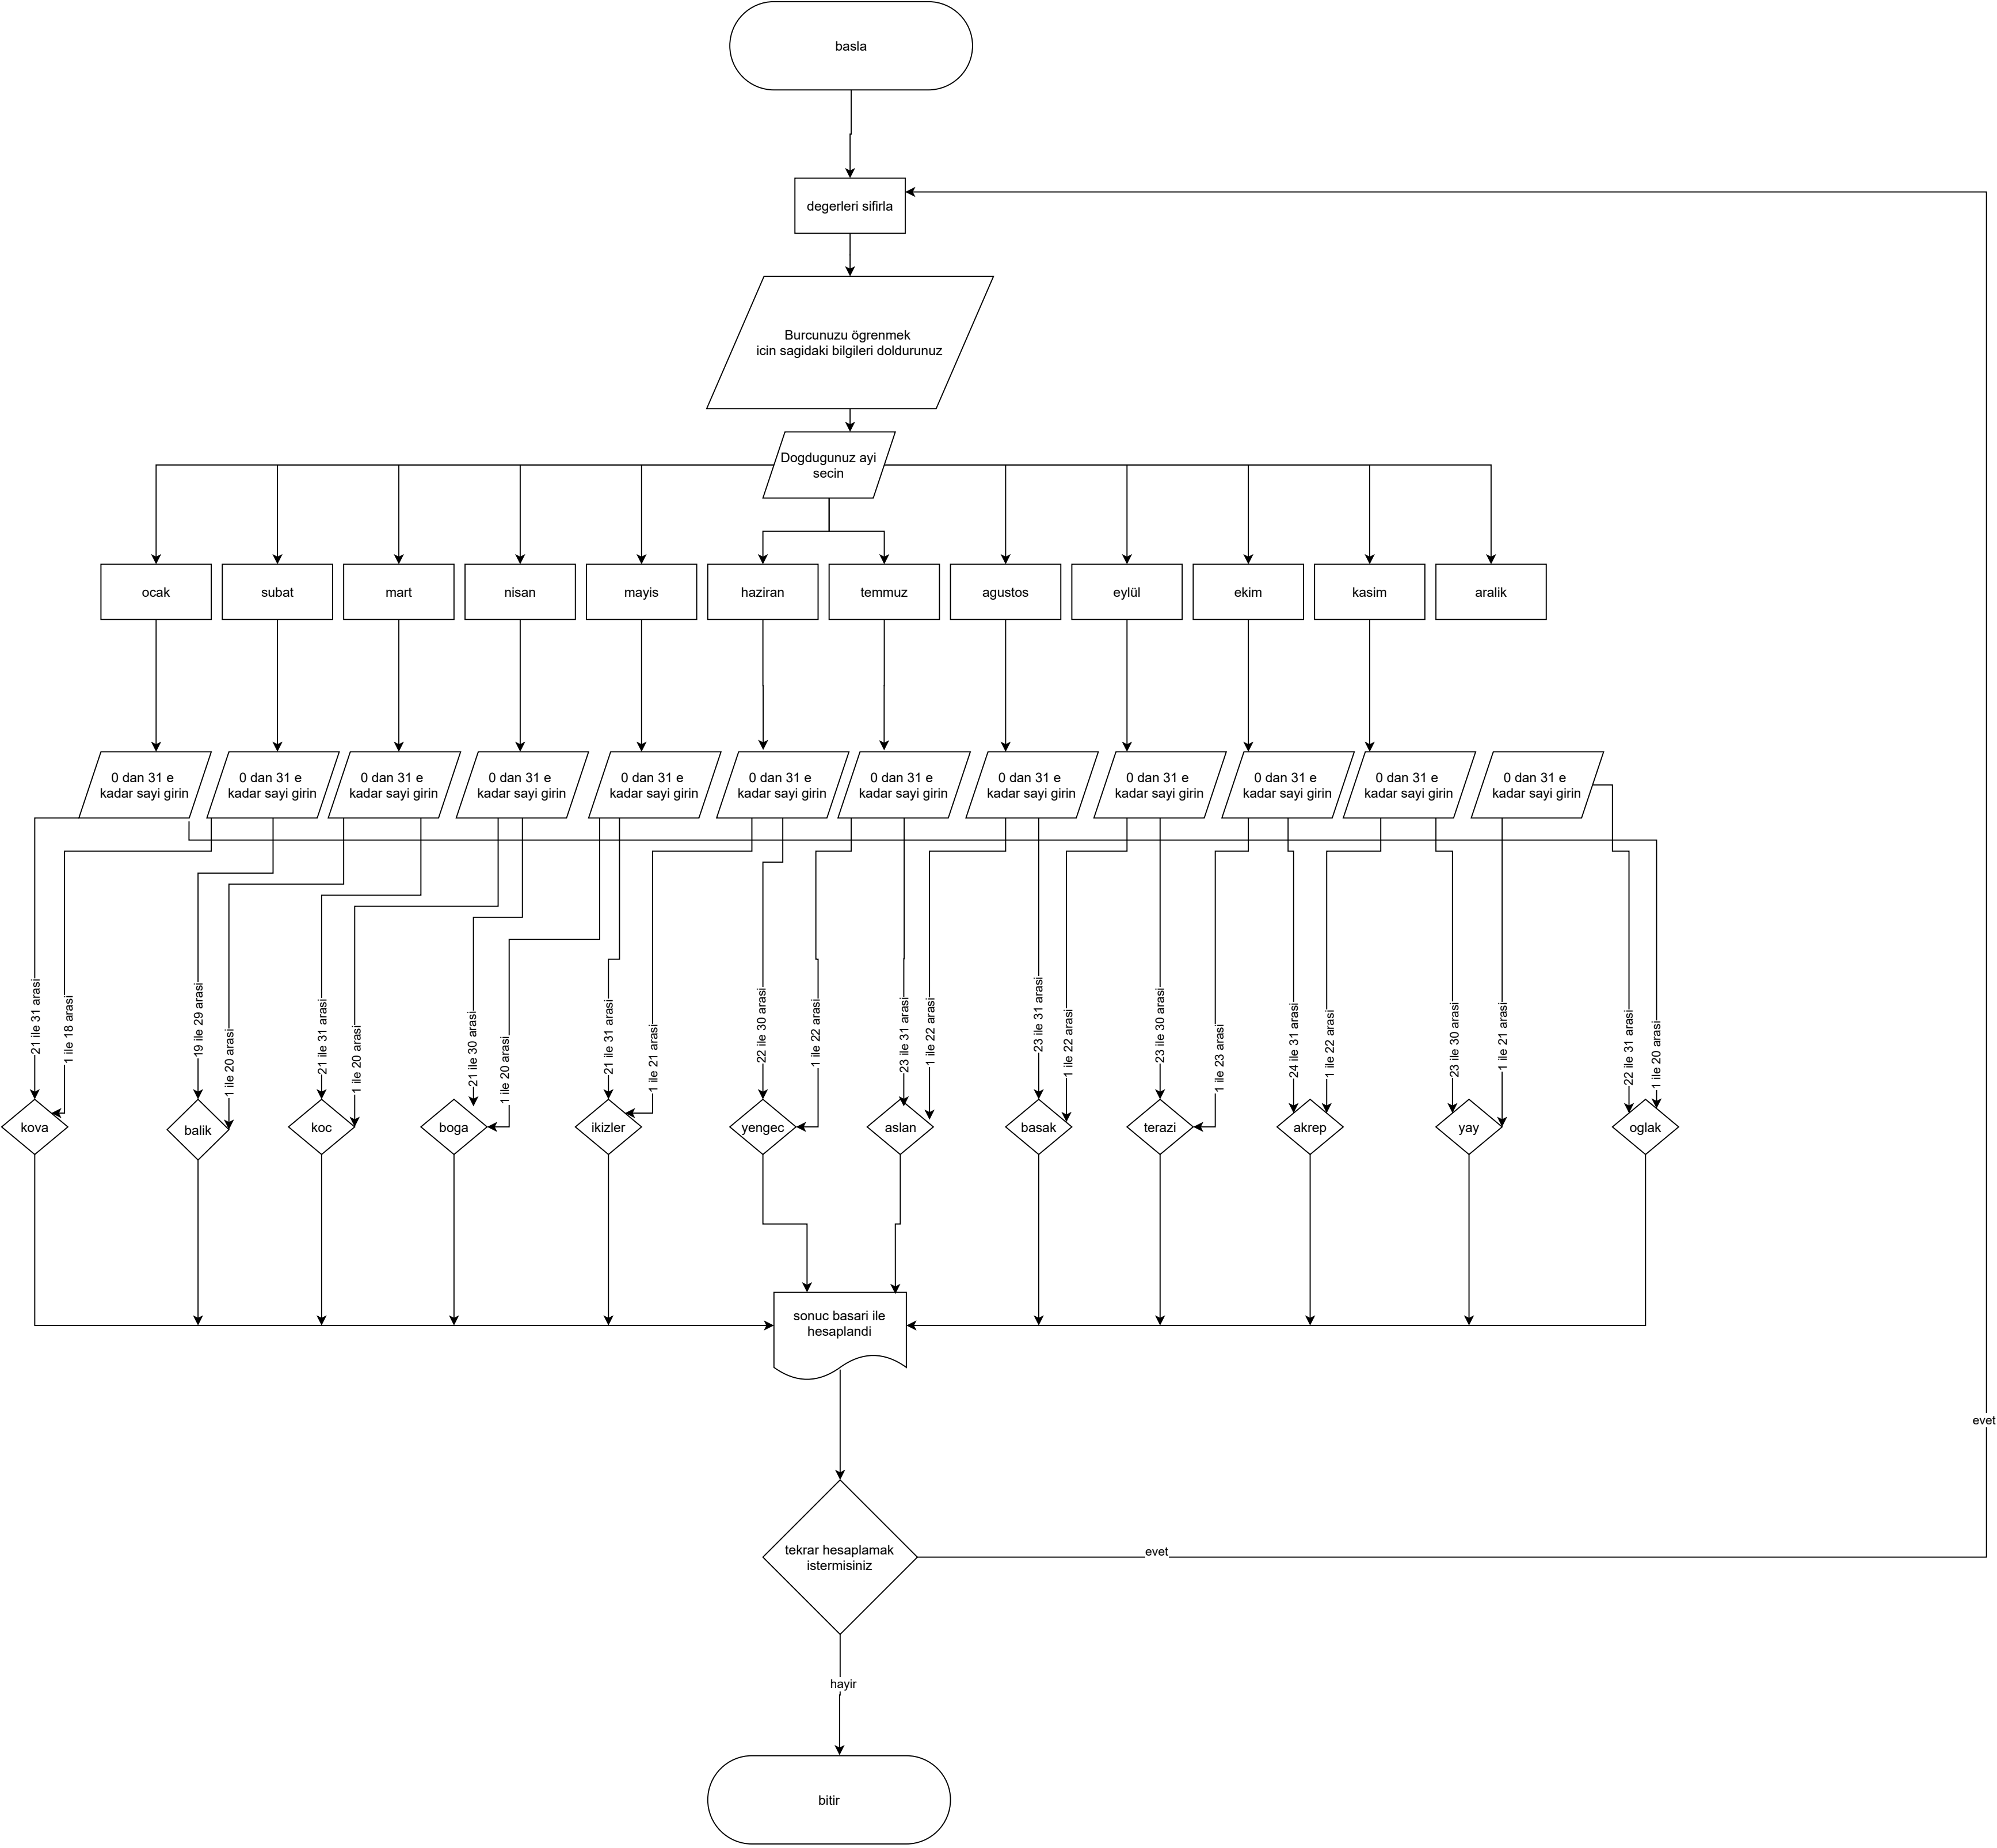 basla
degerleri sifirla
Burcunuzu ögrenmek
icin sagidaki bilgileri doldurunuz
Dogdugunuz ayi
secin
ocak
subat
mart
nisan
mayis
haziran
temmuz
agustos
eylül
ekim
kasim
aralik
0 dan 31 e
kadar sayi girin
0 dan 31 e
kadar sayi girin
0 dan 31 e
kadar sayi girin
0 dan 31 e
kadar sayi girin
0 dan 31 e
kadar sayi girin
0 dan 31 e
kadar sayi girin
0 dan 31 e
kadar sayi girin
0 dan 31 e
kadar sayi girin
0 dan 31 e
kadar sayi girin
0 dan 31 e
kadar sayi girin
0 dan 31 e
kadar sayi girin
0 dan 31 e
kadar sayi girin
21 ile 31 arasi
1 ile 18 arasi
19 ile 29 arasi
1 ile 20 arasi
21 ile 31 arasi
1 ile 20 arasi
21 ile 30 arasi
1 ile 20 arasi
21 ile 31 arasi
1 ile 21 arasi
22 ile 30 arasi
1 ile 22 arasi
23 ile 31 arasi
1 ile 22 arasi
23 ile 31 arasi
1 ile 22 arasi
23 ile 30 arasi
1 ile 23 arasi
24 ile 31 arasi
1 ile 22 arasi
23 ile 30 arasi
1 ile 21 arasi
22 ile 31 arasi
1 ile 20 arasi
kova
balik
koc
boga
ikizler
yengec
aslan
basak
terazi
akrep
yay
oglak
sonuc basari ile
hesaplandi
evet
tekrar hesaplamak
istermisiniz
evet
hayir
bitir